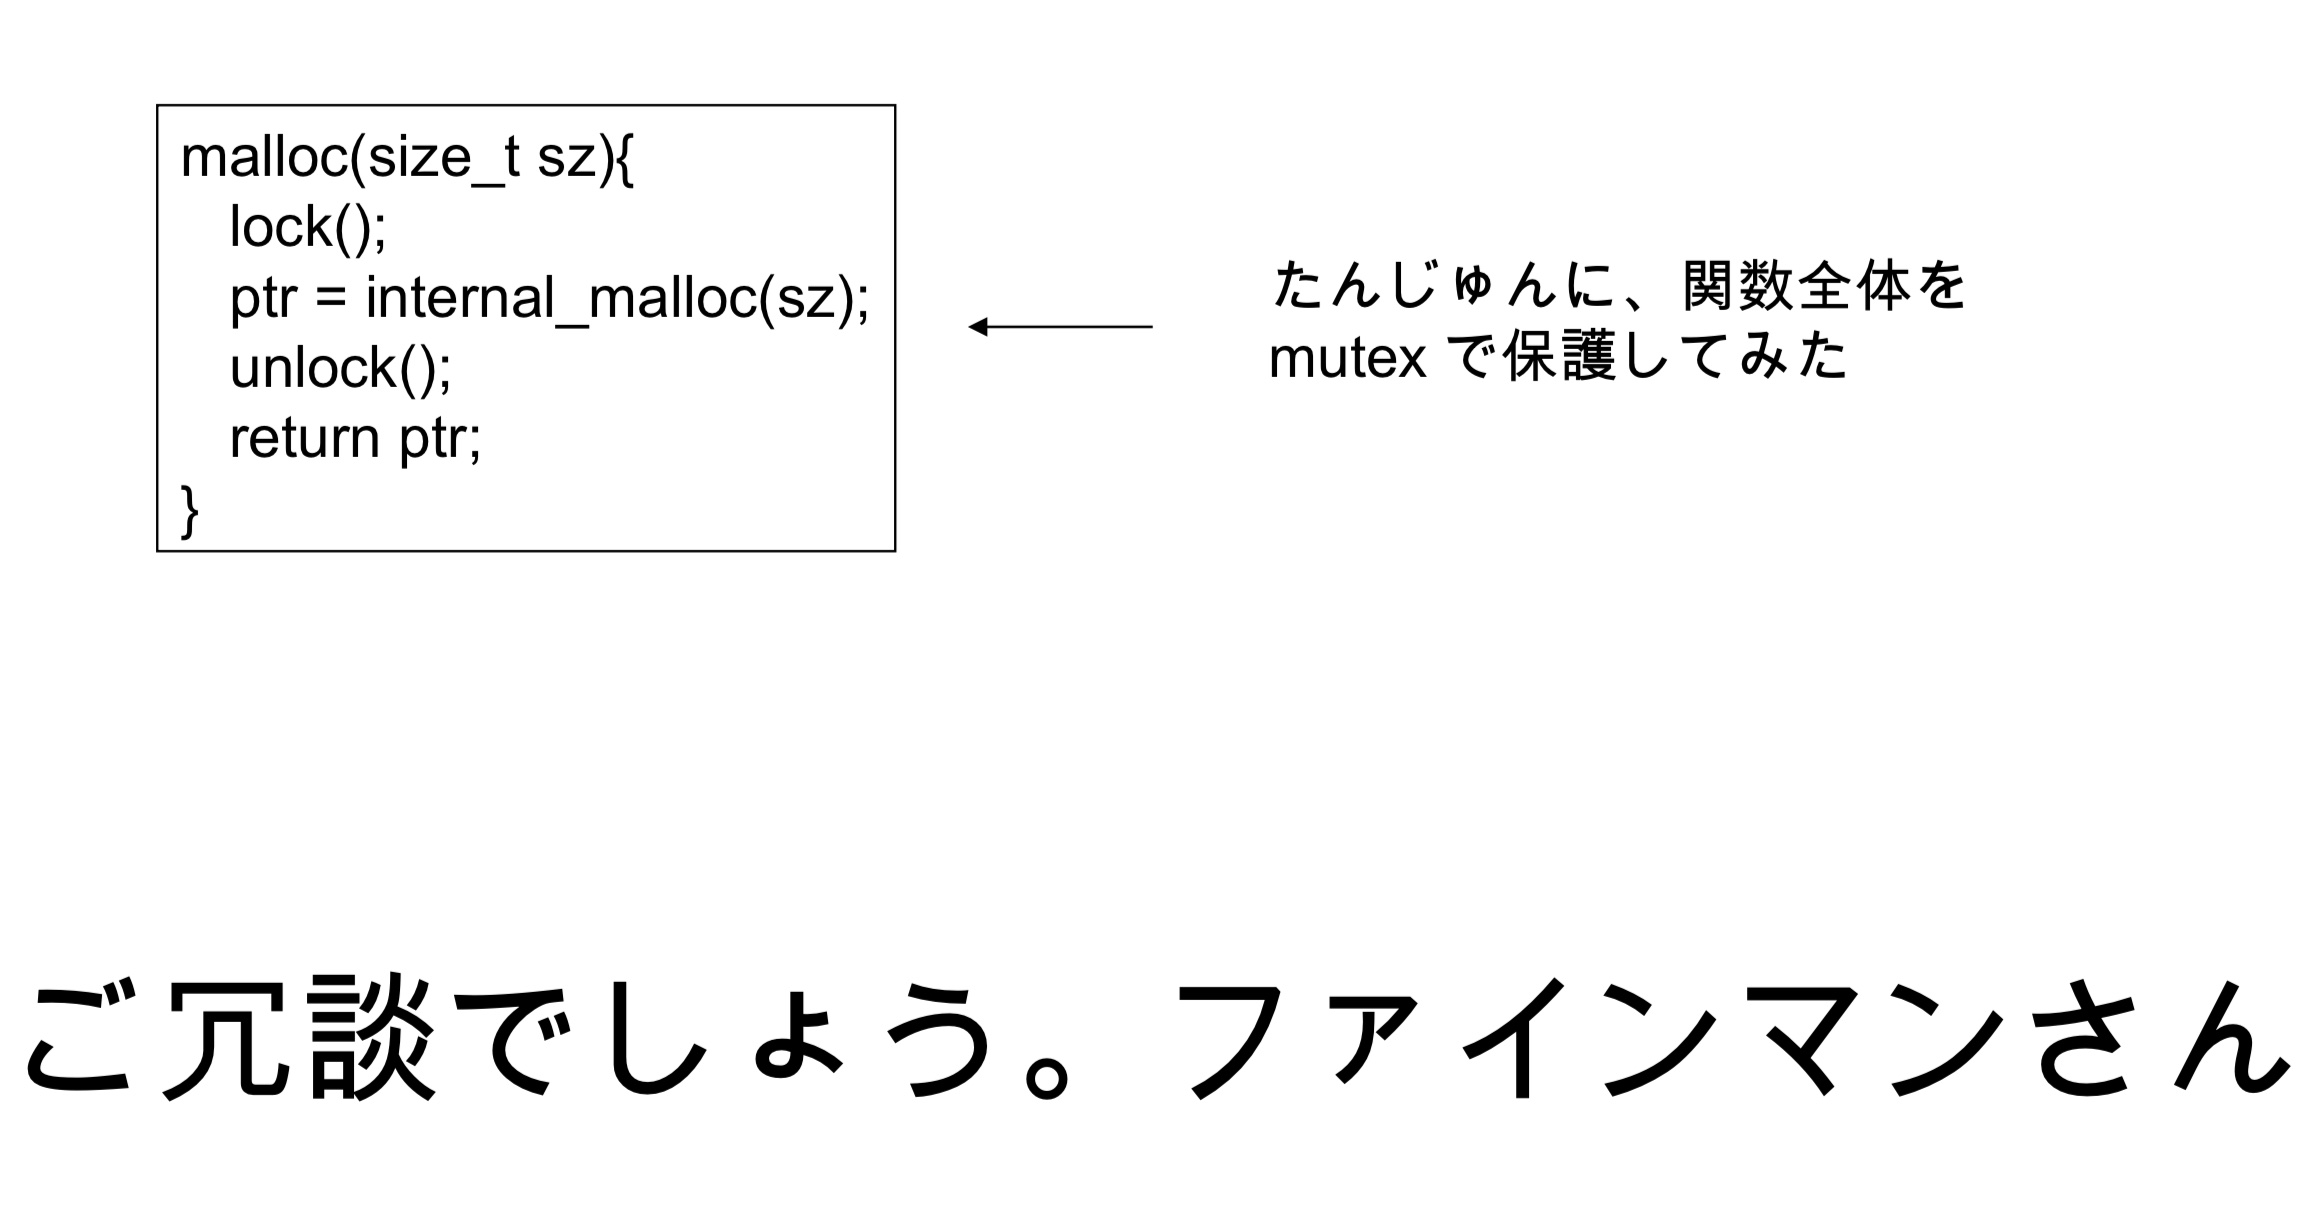 malloc(size_t sz){
lock();
ptr = internal_malloc(sz);
unlock();
return ptr;
}
たんじゅんに、関数全体を
mutex で保護してみた
ご冗談でしょう。ファインマンさん